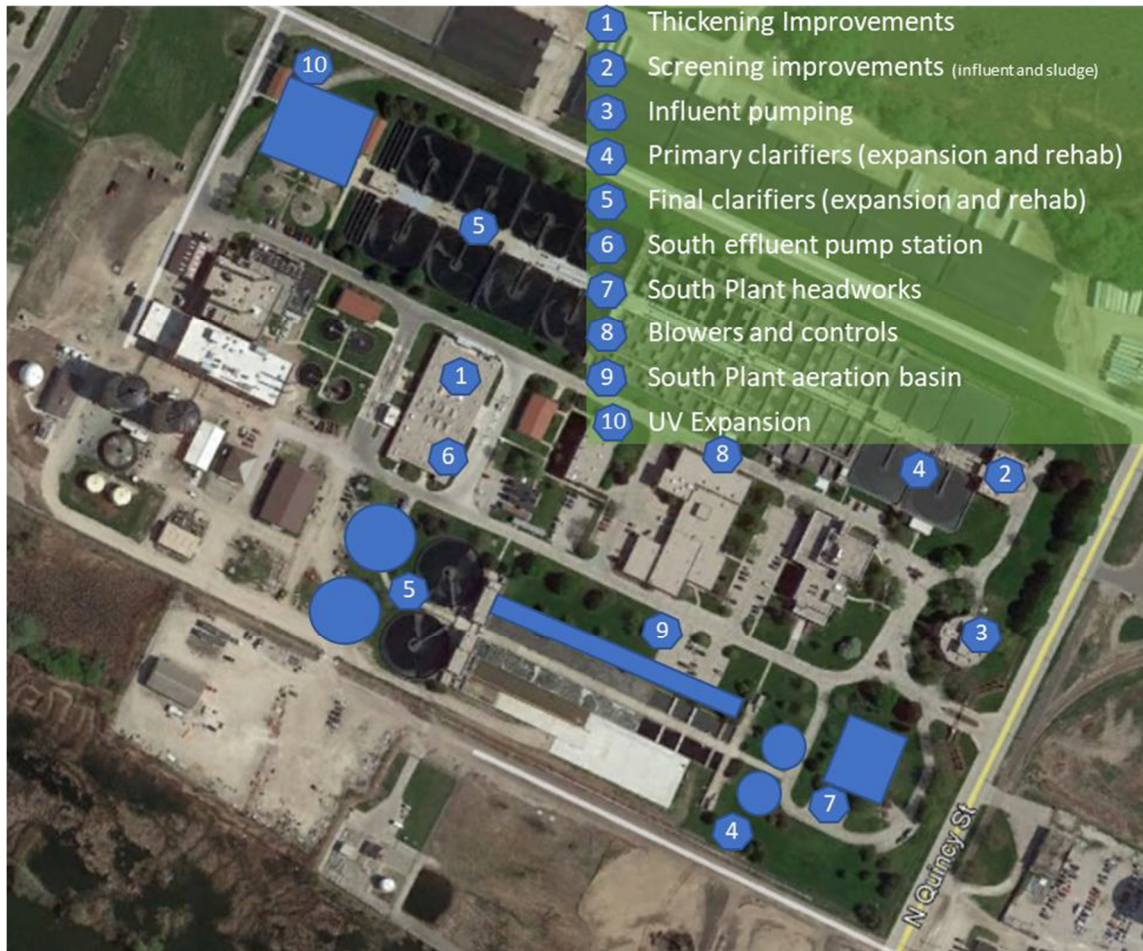 1 Thickening Improvements
2 Screening improvements (influent and sludge)
3 Influent pumping
4 Primary clarifiers (expansion and rehab)
5 Final clarifiers (expansion and rehab)
6 South effluent pump station
7 South Plant headworks
8 Blowers and controls
9 South Plant aeration basin
10 UV Expansion
10
5
1
6
8
4
2
5
9
3
7
4
N Quincy St